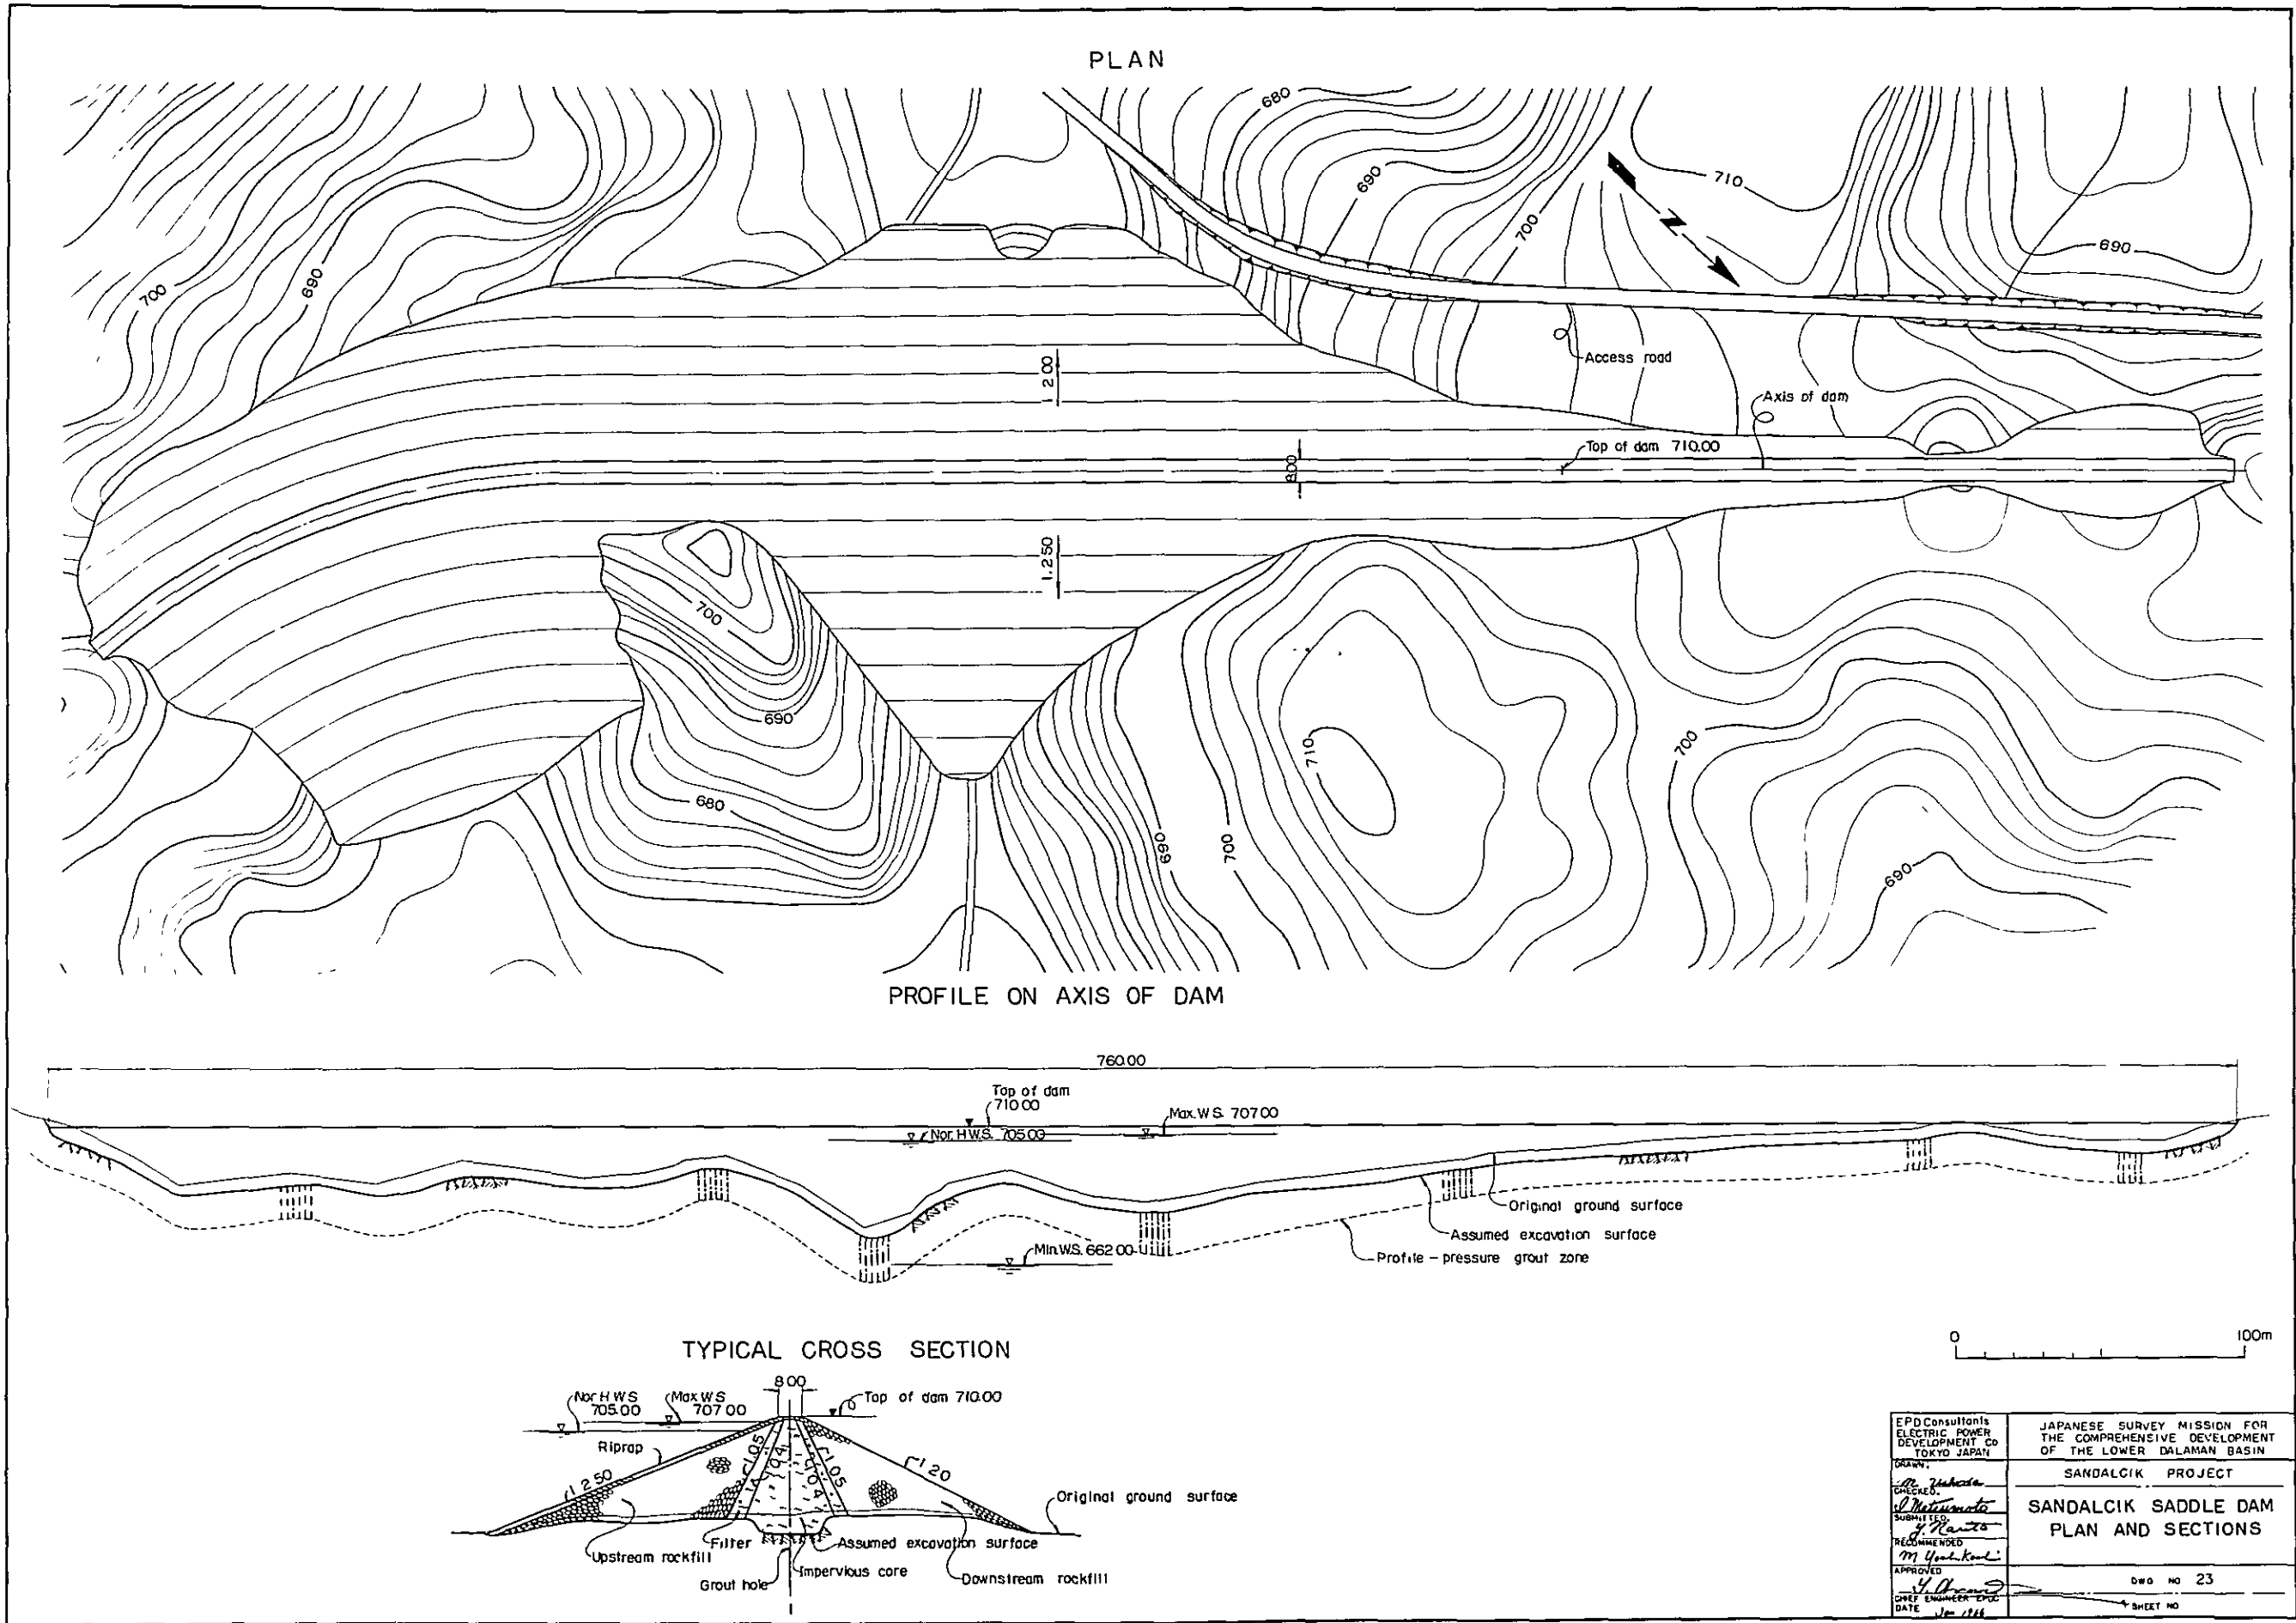 PLAN
680
690
700
710
690
700
690
Access road
2.00
1
Axis of dam
Top of dam 710.00
8.00
1.250
700
690
680
690
700
710
700
690
PROFILE ON AXIS OF DAM
760.00
Top of dam
710 00
Max. W S. 707 00
Nor. H W.S. 705 00
Original ground surface
Assumed excavation surface
Min. W.S. 662 00
Profile – pressure grout zone
0 100m
TYPICAL CROSS SECTION
8 00
Nor H W S
705.00
Max W S
707 00
Top of dam 710.00
Riprap
1 2 50
1 0.5
1 0.4
1 0.4
1 0.5
1 2 0
Original ground surface
Filter
Assumed excavation surface
Upstream rockfill
Impervious core
Downstream rockfill
Grout hole
EPD Consultants
ELECTRIC POWER
DEVELOPMENT CO
TOKYO JAPAN
JAPANESE SURVEY MISSION FOR
THE COMPREHENSIVE DEVELOPMENT
OF THE LOWER DALAMAN BASIN
DRAWN.
SANDALCIK PROJECT
CHECKED.
SANDALCIK SADDLE DAM
PLAN AND SECTIONS
SUBMITTED.
RECOMMENDED
APPROVED
DWG NO 23
CHIEF ENGINEER EPDC
DATE Jan 1966
SHEET NO